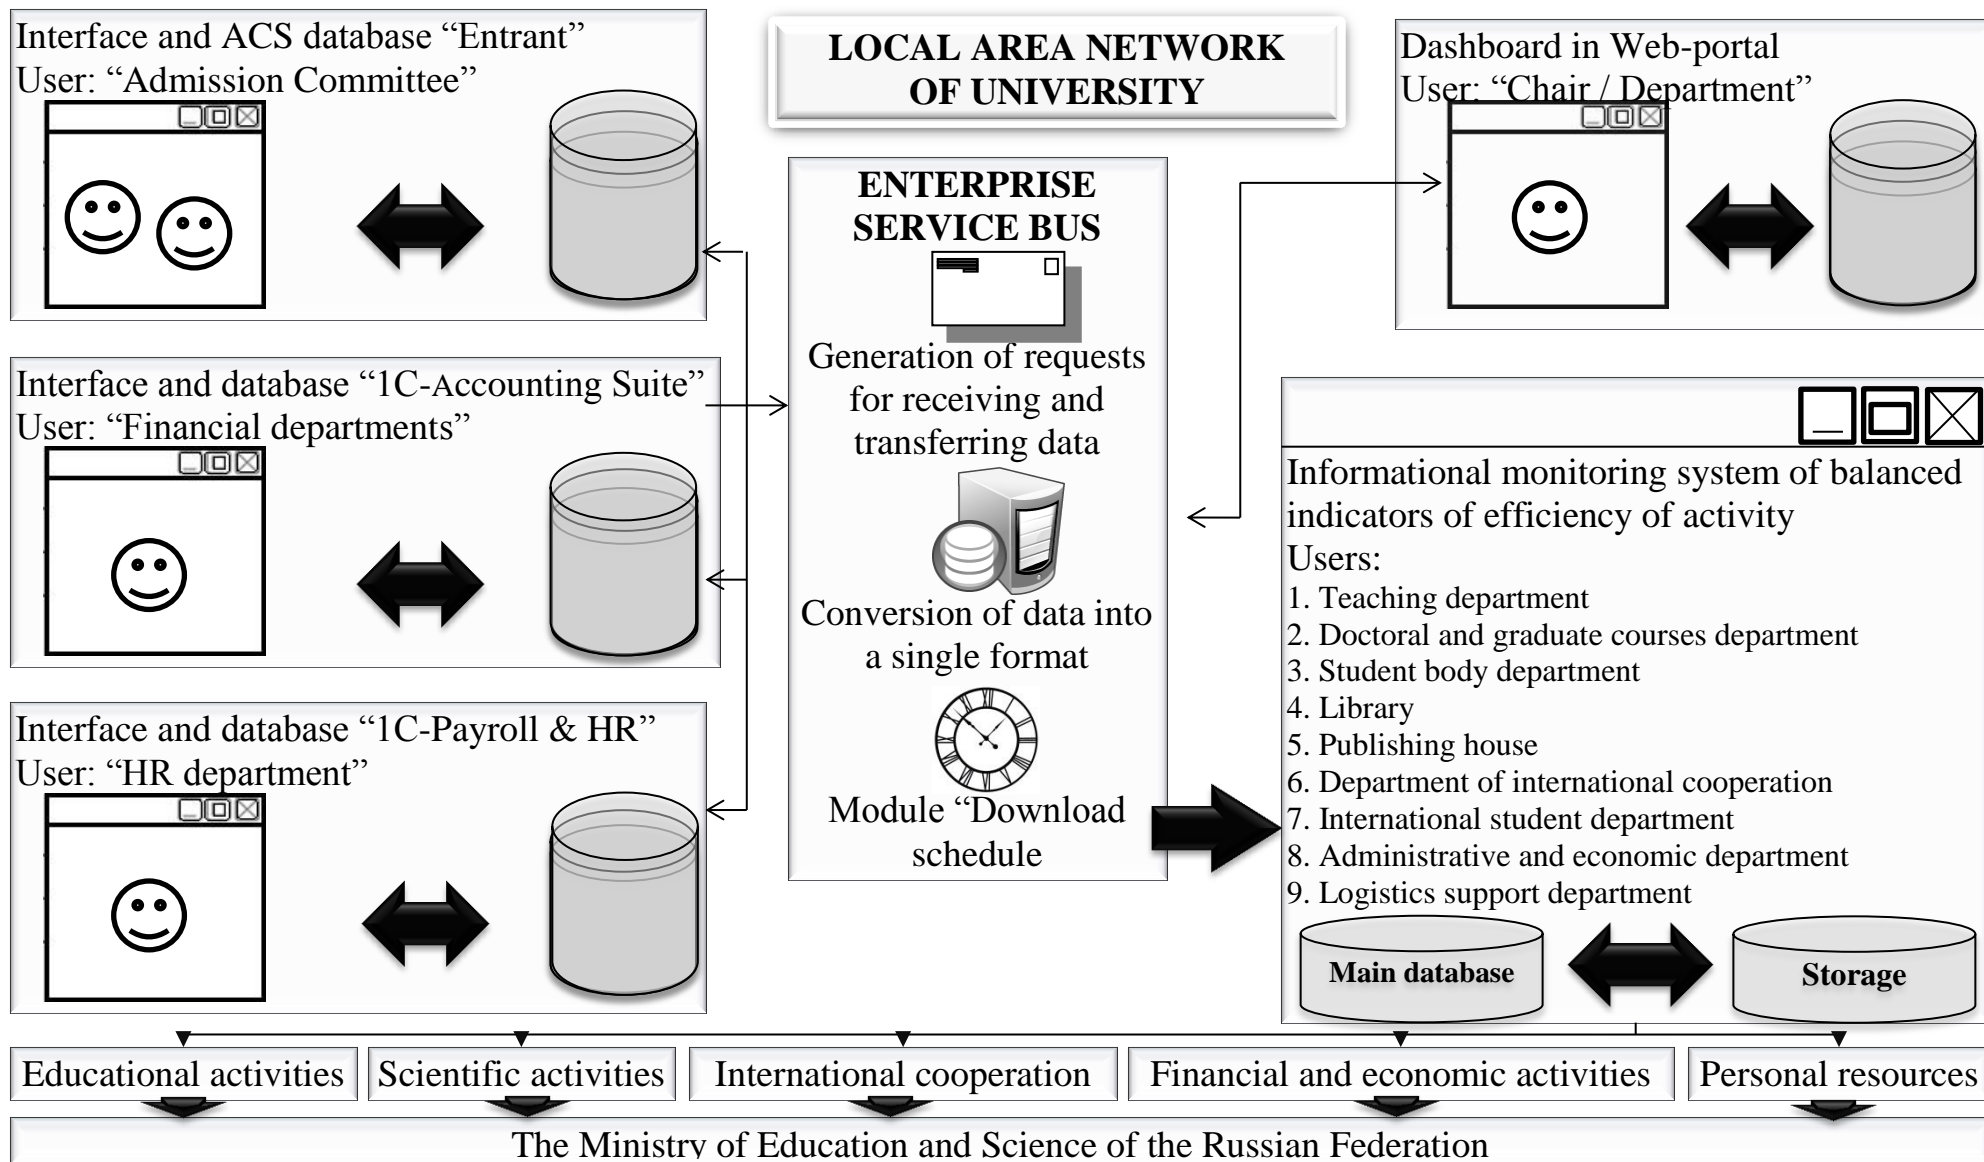 Interface and ACS database “Entrant”
User: “Admission Committee”
LOCAL AREA NETWORK
OF UNIVERSITY
Dashboard in Web-portal
User: “Chair / Department”
Interface and database “1C-Accounting Suite”
User: “Financial departments”
Interface and database “1C-Payroll & HR”
User: “HR department”
ENTERPRISE
SERVICE BUS
Generation of requests
for receiving and
transferring data
Conversion of data into
a single format
Module “Download
schedule
Informational monitoring system of balanced
indicators of efficiency of activity
Users:
1. Teaching department
2. Doctoral and graduate courses department
3. Student body department
4. Library
5. Publishing house
6. Department of international cooperation
7. International student department
8. Administrative and economic department
9. Logistics support department
Main database
Storage
Educational activities
Scientific activities
International cooperation
Financial and economic activities
Personal resources
The Ministry of Education and Science of the Russian Federation